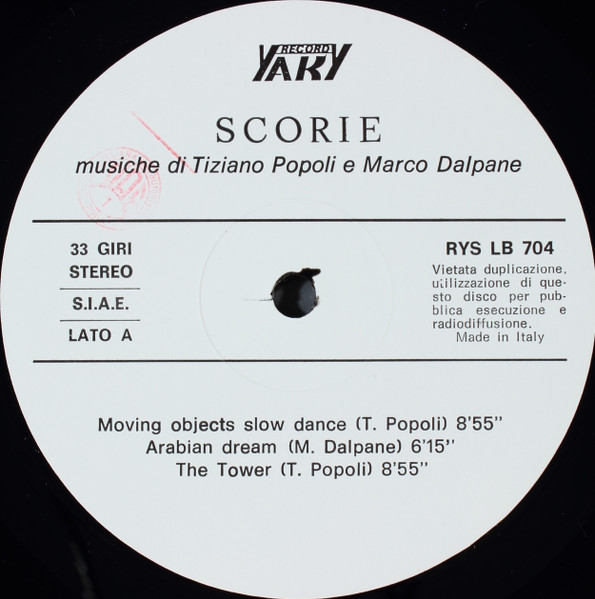 YAKY RECORD
SCORIE
musiche di Tiziano Popoli e Marco Dalpane
33 GIRI
STEREO
S.I.A.E.
LATO A
RYS LB 704
Vietata duplicazione,
utilizzazione di que-
sto disco per pub-
blica esecuzione e
radiodiffusione.
Made in Italy
Moving objects slow dance (T. Popoli) 8'55"
Arabian dream (M. Dalpane) 6'15"
The Tower (T. Popoli) 8'55"